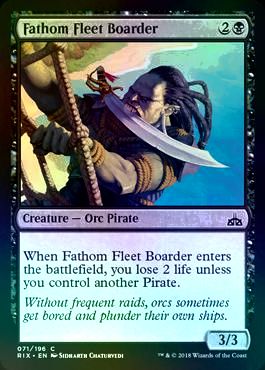 Fathom Fleet Boarder 2
Creature — Orc Pirate
When Fathom Fleet Boarder enters
the battlefield, you lose 2 life unless
you control another Pirate.
Without frequent raids, orcs sometimes
get bored and plunder their own ships.
3/3
071/196 C
RIX • EN Sidharth Chaturvedi
™ & © 2018 Wizards of the Coast